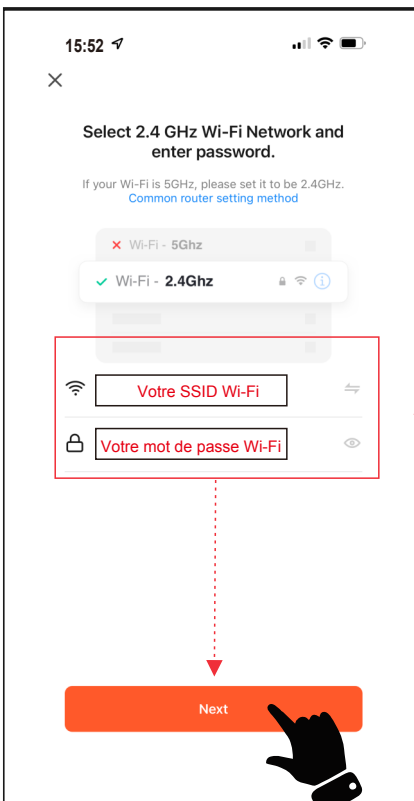 15:52
Select 2.4 GHz Wi-Fi Network and
enter password.
If your Wi-Fi is 5GHz, please set it to be 2.4GHz.
Common router setting method
Wi-Fi - 5Ghz
Wi-Fi - 2.4Ghz
Votre SSID Wi-Fi
Votre mot de passe Wi-Fi
Next